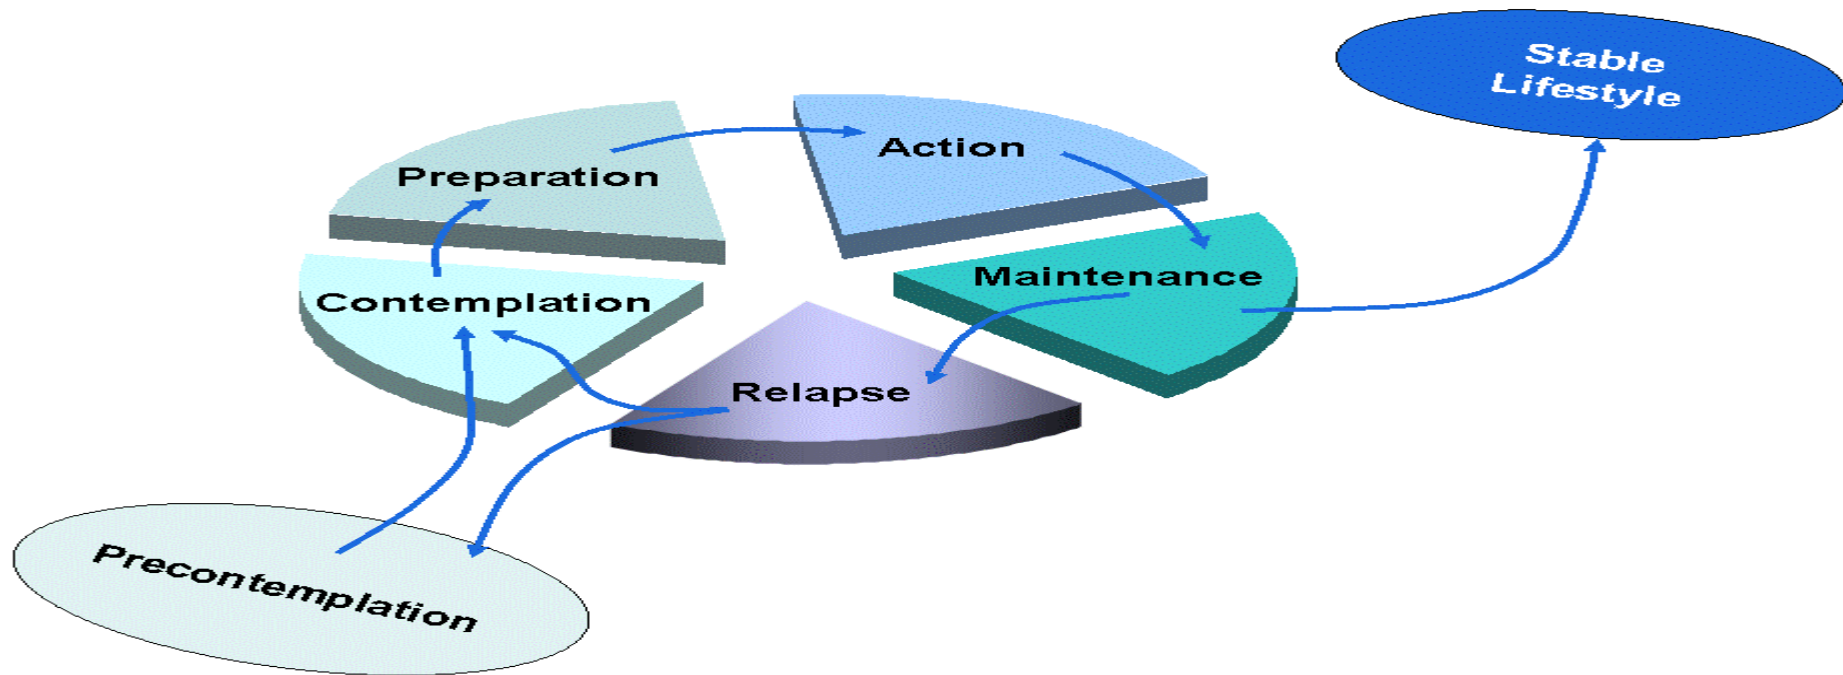 Stable
Lifestyle
Action
Preparation
Maintenance
Contemplation
Relapse
Precontemplation